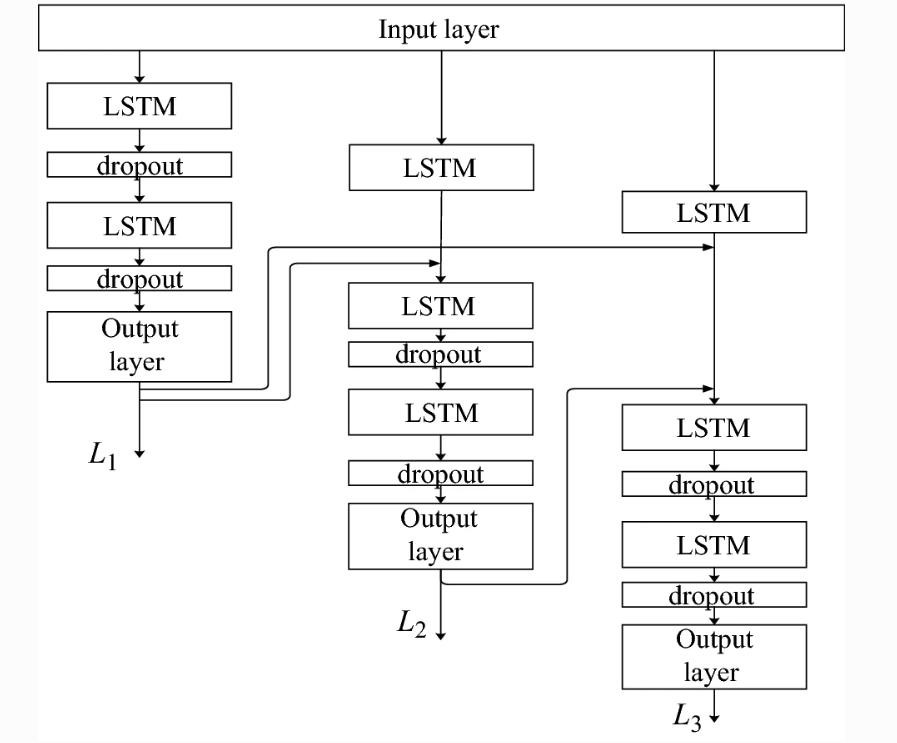 Input layer
LSTM
dropout
LSTM
dropout
Output
layer
L1
LSTM
LSTM
dropout
LSTM
dropout
Output
layer
L2
LSTM
LSTM
dropout
LSTM
dropout
Output
layer
L3